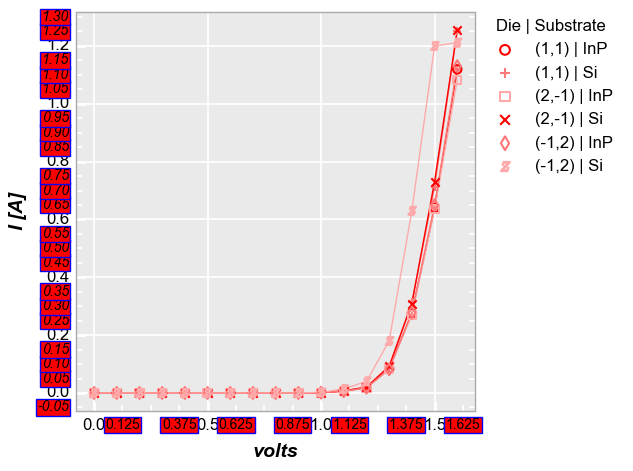 1.30
1.25
1.2
1.15
1.10
1.05
1.0
0.95
0.90
0.85
0.8
0.75
0.70
0.65
0.6
0.55
0.50
0.45
0.4
0.35
0.30
0.25
0.2
0.15
0.10
0.05
0.0
-0.05
I [A]
0.0 0.125 0.375 0.5 0.625 0.875 1.0 1.125 1.375 1.5 1.625
volts
Die | Substrate
(1,1) | InP
(1,1) | Si
(2,-1) | InP
(2,-1) | Si
(-1,2) | InP
(-1,2) | Si